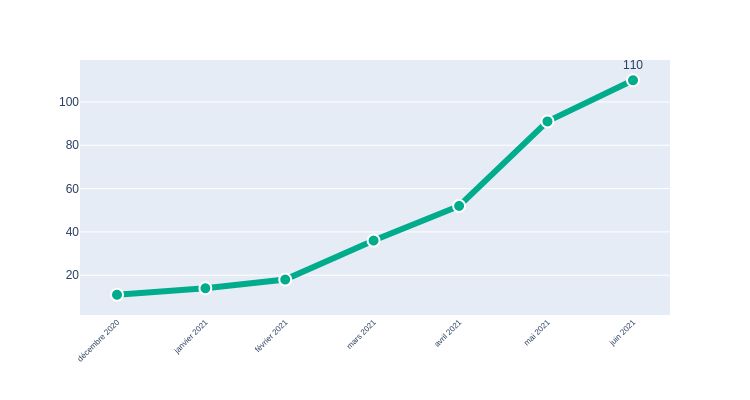 110
100
80
60
40
20
décembre 2020
janvier 2021
février 2021
mars 2021
avril 2021
mai 2021
juin 2021